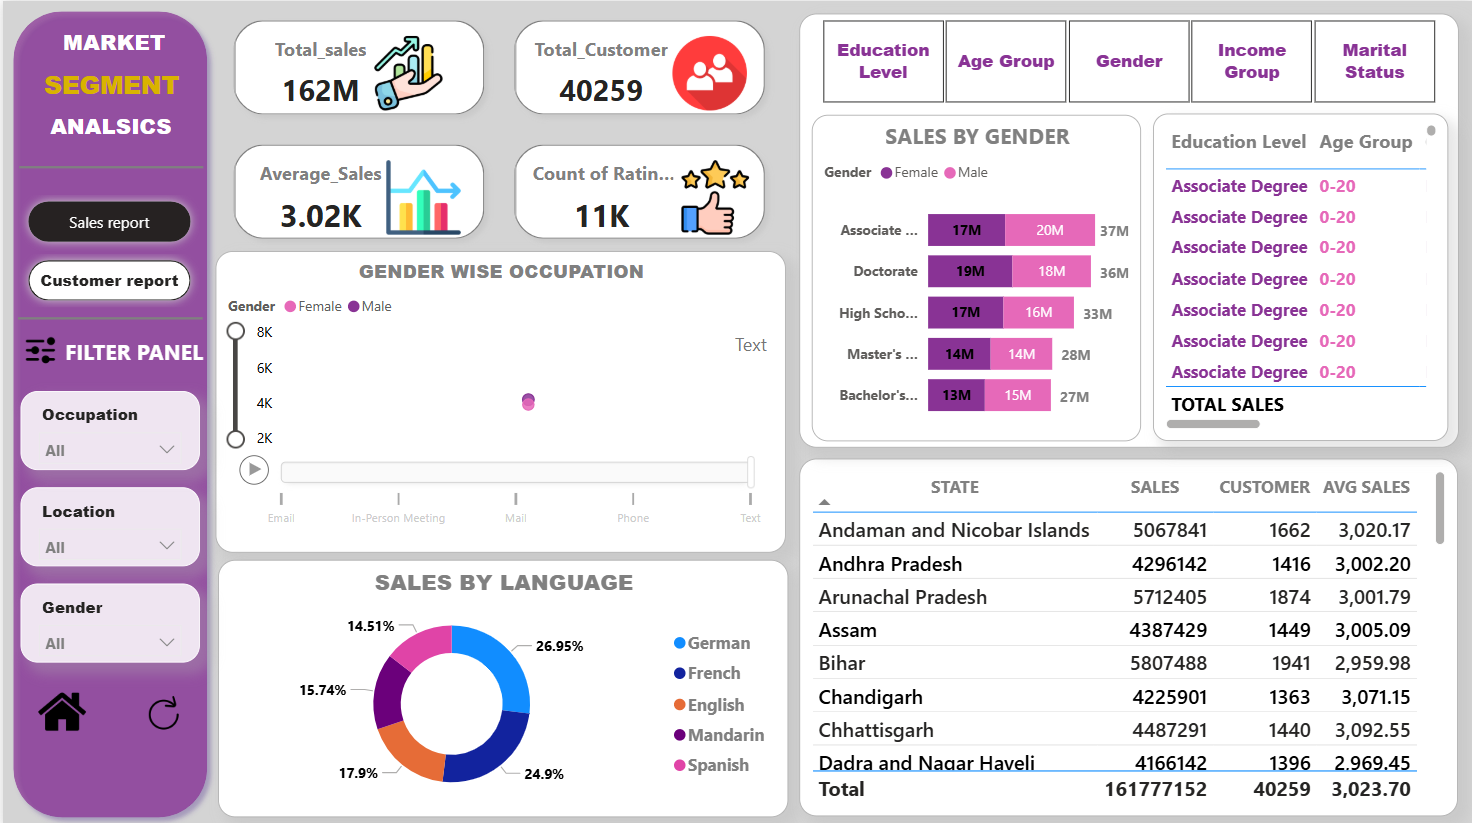 MARKET
SEGMENT
ANALSICS
Sales report
Customer report
FILTER PANEL
Occupation
All
Location
All
Gender
All
Total_sales
162M
Total_Customer
40259
Average_Sales
3.02K
Count of Ratin...
11K
GENDER WISE OCCUPATION
Gender Female Male
8K
6K
4K
2K
Text
Email In-Person Meeting Mail Phone Text
SALES BY LANGUAGE
14.51%
26.95%
15.74%
17.9%
24.9%
German
French
English
Mandarin
Spanish
Education Level
Age Group
Gender
Income Group
Marital Status
SALES BY GENDER
Gender Female Male
Associate ... 17M 20M 37M
Doctorate 19M 18M 36M
High Scho... 17M 16M 33M
Master's ... 14M 14M 28M
Bachelor's... 13M 15M 27M
Education Level Age Group
Associate Degree 0-20
Associate Degree 0-20
Associate Degree 0-20
Associate Degree 0-20
Associate Degree 0-20
Associate Degree 0-20
Associate Degree 0-20
TOTAL SALES
STATE SALES CUSTOMER AVG SALES
Andaman and Nicobar Islands 5067841 1662 3,020.17
Andhra Pradesh 4296142 1416 3,002.20
Arunachal Pradesh 5712405 1874 3,001.79
Assam 4387429 1449 3,005.09
Bihar 5807488 1941 2,959.98
Chandigarh 4225901 1363 3,071.15
Chhattisgarh 4487291 1440 3,092.55
Dadra and Nagar Haveli 4166142 1396 2,969.45
Total 161777152 40259 3,023.70